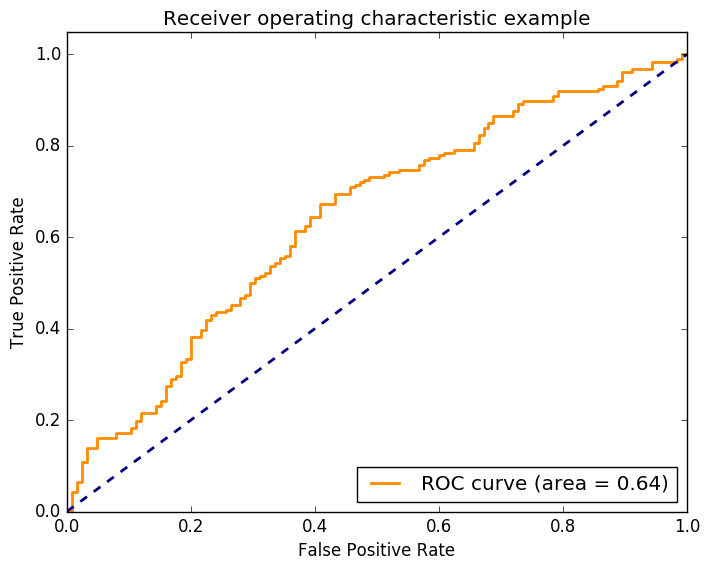 Receiver operating characteristic example
True Positive Rate
1.0
0.8
0.6
0.4
0.2
0.0
0.0 0.2 0.4 0.6 0.8 1.0
False Positive Rate
ROC curve (area = 0.64)